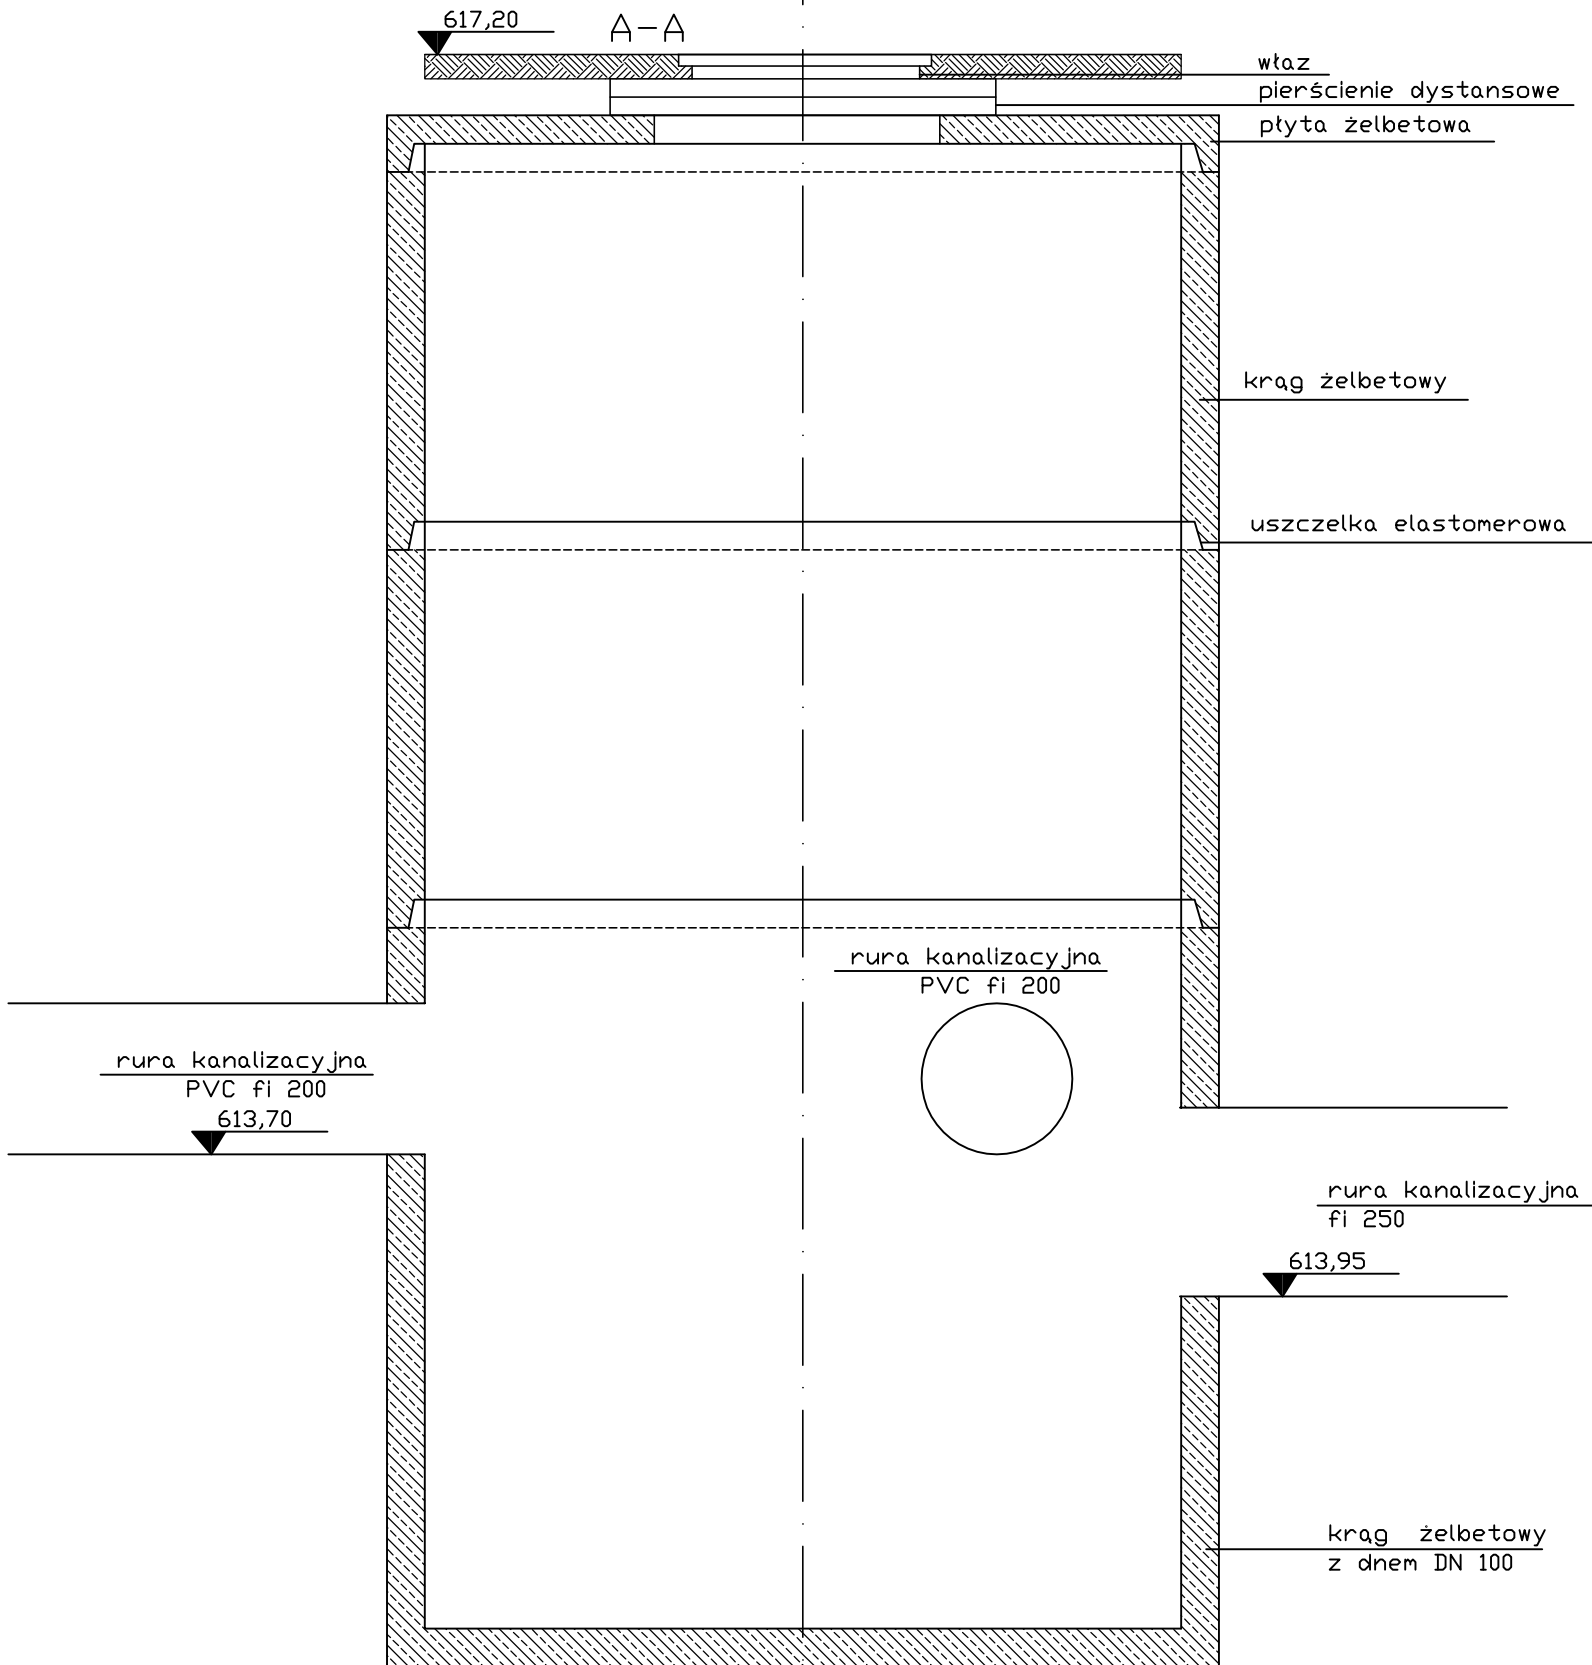 617,20
A-A
właz
pierścienie dystansowe
płyta żelbetowa
krąg żelbetowy
uszczelka elastomerowa
rura kanalizacyjna
PVC fi 200
rura kanalizacyjna
PVC fi 200
613,70
rura kanalizacyjna
fi 250
613,95
krąg żelbetowy
z dnem DN 100